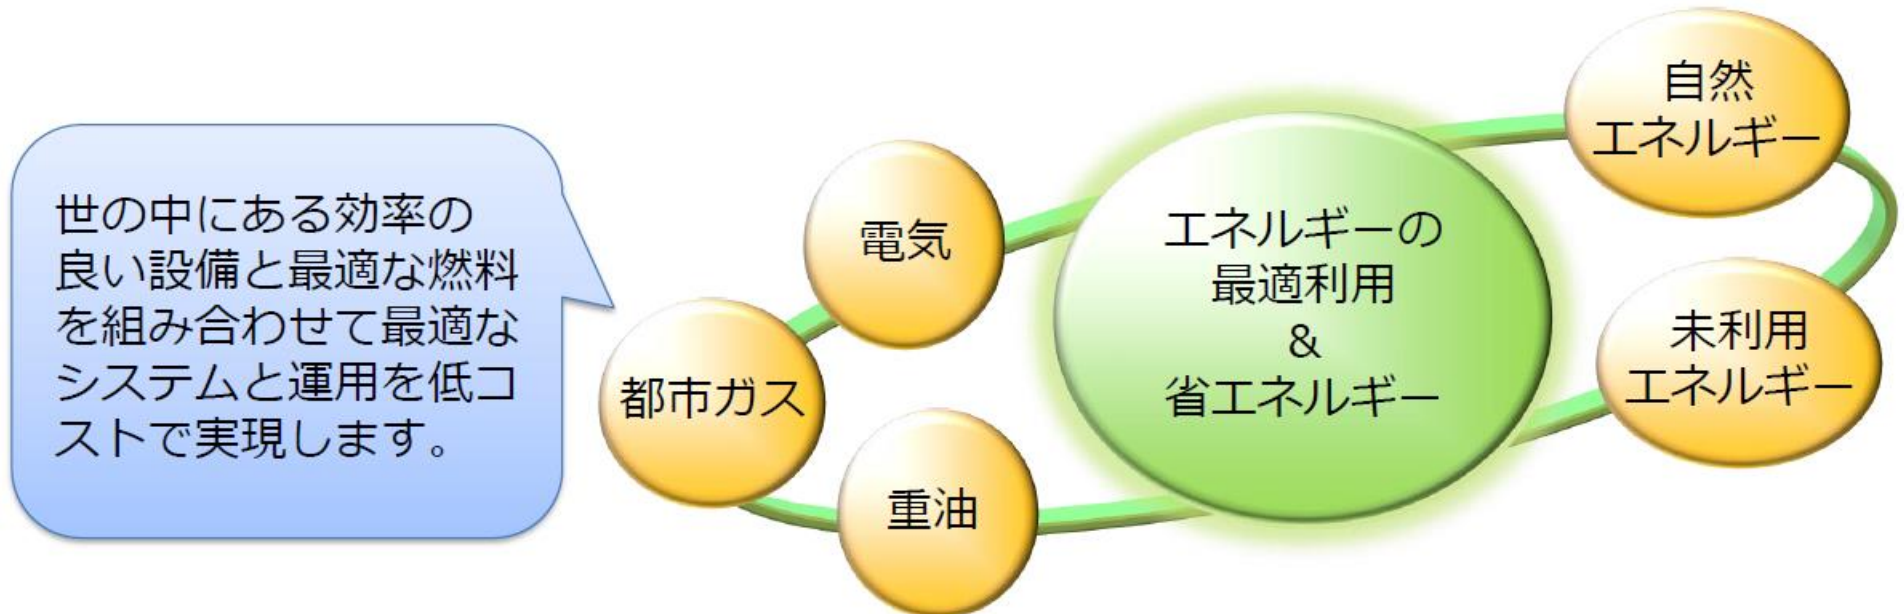 世の中にある効率の
良い設備と最適な燃料
を組み合わせて最適な
システムと運用を低コ
ストで実現します。
電気
都市ガス
重油
エネルギーの
最適利用
&
省エネルギー
自然
エネルギー
未利用
エネルギー